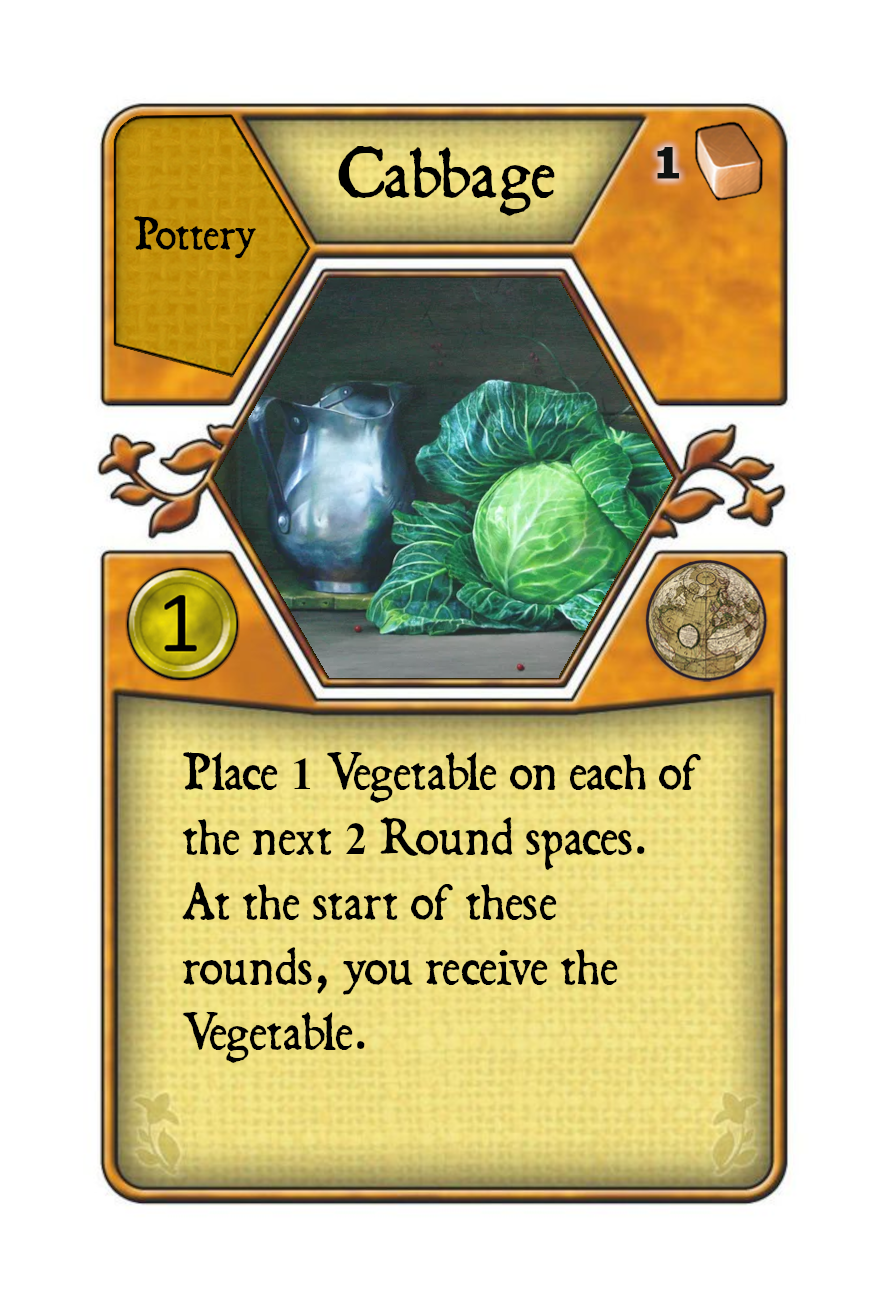 Cabbage
1
Pottery
1
Place 1 Vegetable on each of
the next 2 Round spaces.
At the start of these
rounds, you receive the
Vegetable.